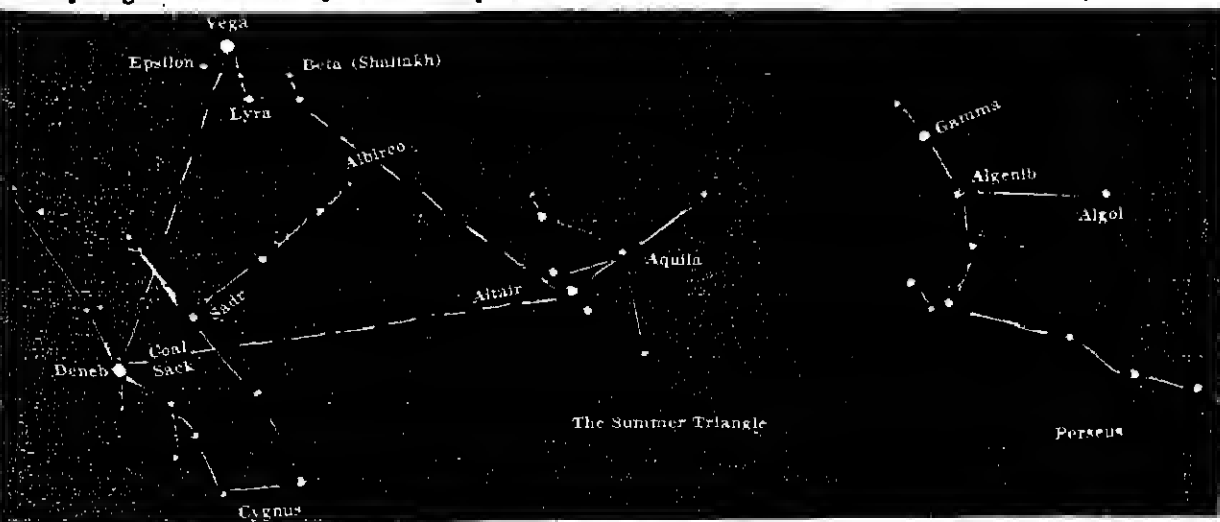 Vega
Epsilon
Beta (Shaliakh)
Lyra
Albireo
Gamma
Algenib
Algol
Aquila
Altair
Sadr
Coal
Sack
Deneb
The Summer Triangle
Perseus
Cygnus